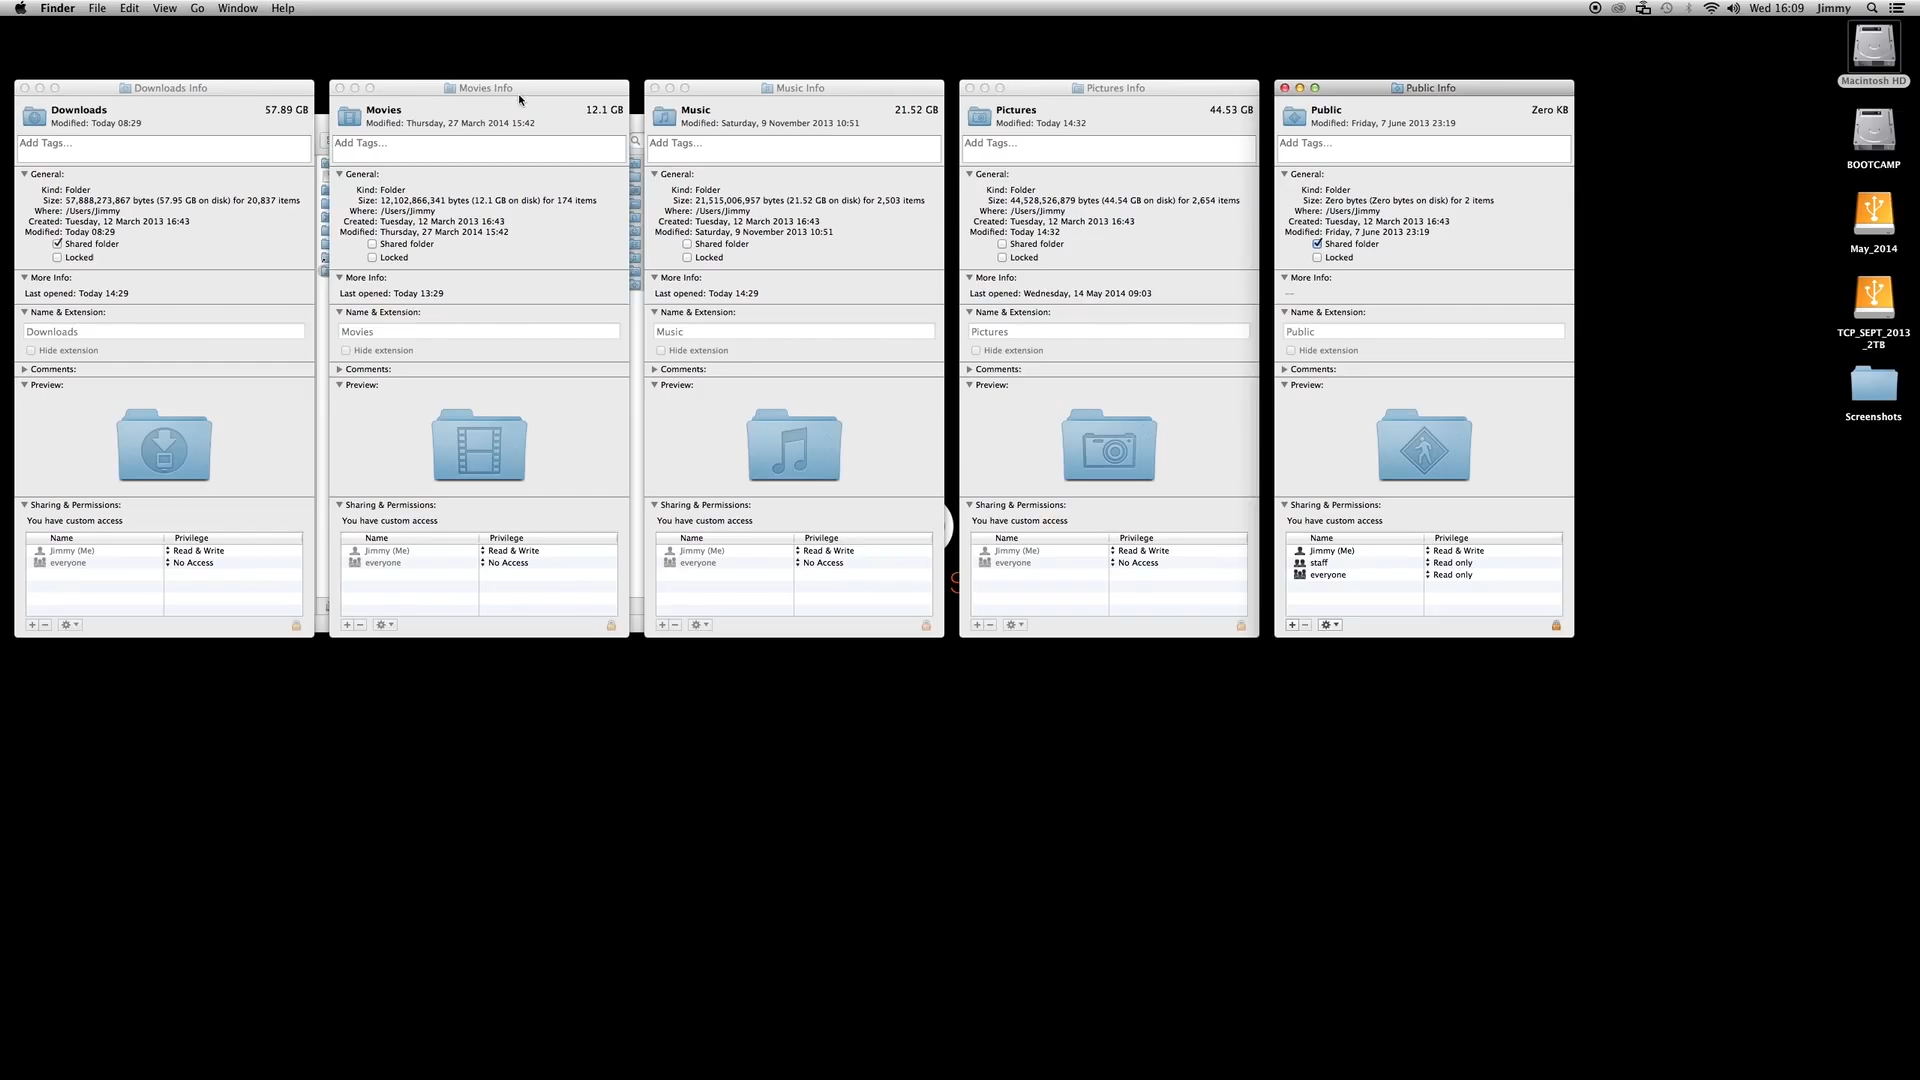 Finder File Edit View Go Window Help Wed 16:09 Jimmy
Downloads Info
Downloads 57.89 GB
Modified: Today 08:29
Add Tags...
General:
Kind: Folder
Size: 57,888,273,867 bytes (57.95 GB on disk) for 20,837 items
Where: /Users/Jimmy
Created: Tuesday, 12 March 2013 16:43
Modified: Today 08:29
Shared folder
Locked
More Info:
Last opened: Today 14:29
Name & Extension:
Downloads
Hide extension
Comments:
Preview:
Sharing & Permissions:
You have custom access
Name Privilege
Jimmy (Me) Read & Write
everyone No Access
Movies Info
Movies 12.1 GB
Modified: Thursday, 27 March 2014 15:42
Add Tags...
General:
Kind: Folder
Size: 12,102,866,341 bytes (12.1 GB on disk) for 174 items
Where: /Users/Jimmy
Created: Tuesday, 12 March 2013 16:43
Modified: Thursday, 27 March 2014 15:42
Shared folder
Locked
More Info:
Last opened: Today 13:29
Name & Extension:
Movies
Hide extension
Comments:
Preview:
Sharing & Permissions:
You have custom access
Name Privilege
Jimmy (Me) Read & Write
everyone No Access
Music Info
Music 21.52 GB
Modified: Saturday, 9 November 2013 10:51
Add Tags...
General:
Kind: Folder
Size: 21,515,006,957 bytes (21.52 GB on disk) for 2,503 items
Where: /Users/Jimmy
Created: Tuesday, 12 March 2013 16:43
Modified: Saturday, 9 November 2013 10:51
Shared folder
Locked
More Info:
Last opened: Today 14:29
Name & Extension:
Music
Hide extension
Comments:
Preview:
Sharing & Permissions:
You have custom access
Name Privilege
Jimmy (Me) Read & Write
everyone No Access
Pictures Info
Pictures 44.53 GB
Modified: Today 14:32
Add Tags...
General:
Kind: Folder
Size: 44,528,526,879 bytes (44.54 GB on disk) for 2,654 items
Where: /Users/Jimmy
Created: Tuesday, 12 March 2013 16:43
Modified: Today 14:32
Shared folder
Locked
More Info:
Last opened: Wednesday, 14 May 2014 09:03
Name & Extension:
Pictures
Hide extension
Comments:
Preview:
Sharing & Permissions:
You have custom access
Name Privilege
Jimmy (Me) Read & Write
everyone No Access
Public Info
Public Zero KB
Modified: Friday, 7 June 2013 23:19
Add Tags...
General:
Kind: Folder
Size: Zero bytes (Zero bytes on disk) for 2 items
Where: /Users/Jimmy
Created: Tuesday, 12 March 2013 16:43
Modified: Friday, 7 June 2013 23:19
Shared folder
Locked
More Info:
--
Name & Extension:
Public
Hide extension
Comments:
Preview:
Sharing & Permissions:
You have custom access
Name Privilege
Jimmy (Me) Read & Write
staff Read only
everyone Read only
Macintosh HD
BOOTCAMP
May_2014
TCP_SEPT_2013
_2TB
Screenshots